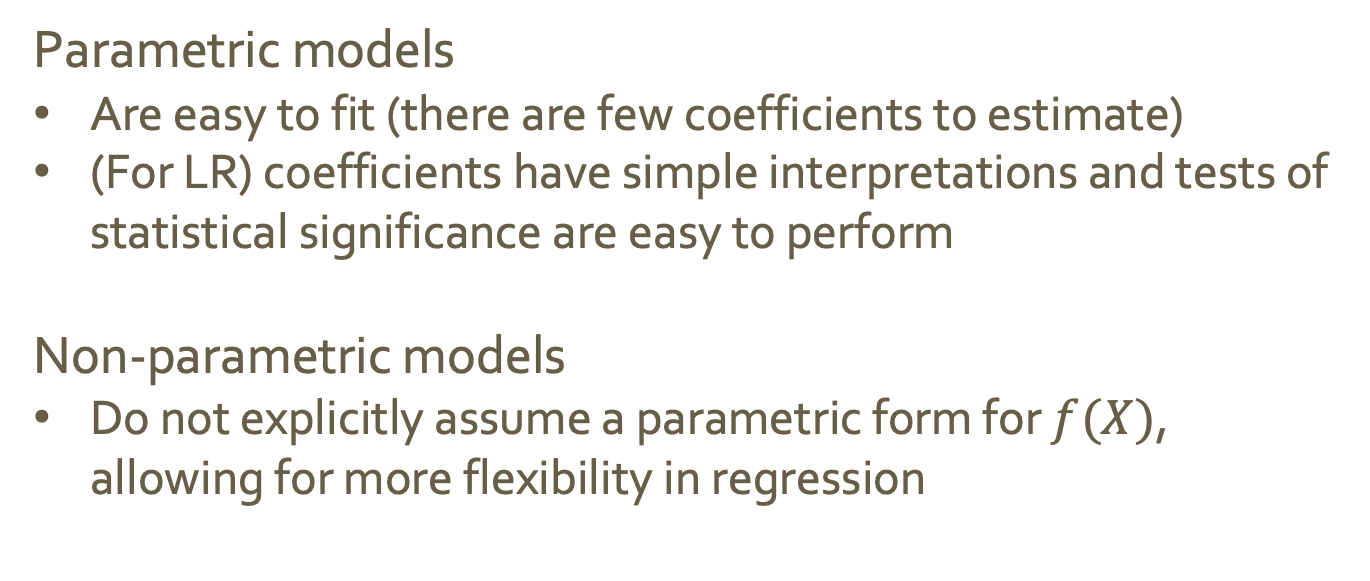 Parametric models
• Are easy to fit (there are few coefficients to estimate)
• (For LR) coefficients have simple interpretations and tests of
statistical significance are easy to perform
Non-parametric models
• Do not explicitly assume a parametric form for f(X),
allowing for more flexibility in regression